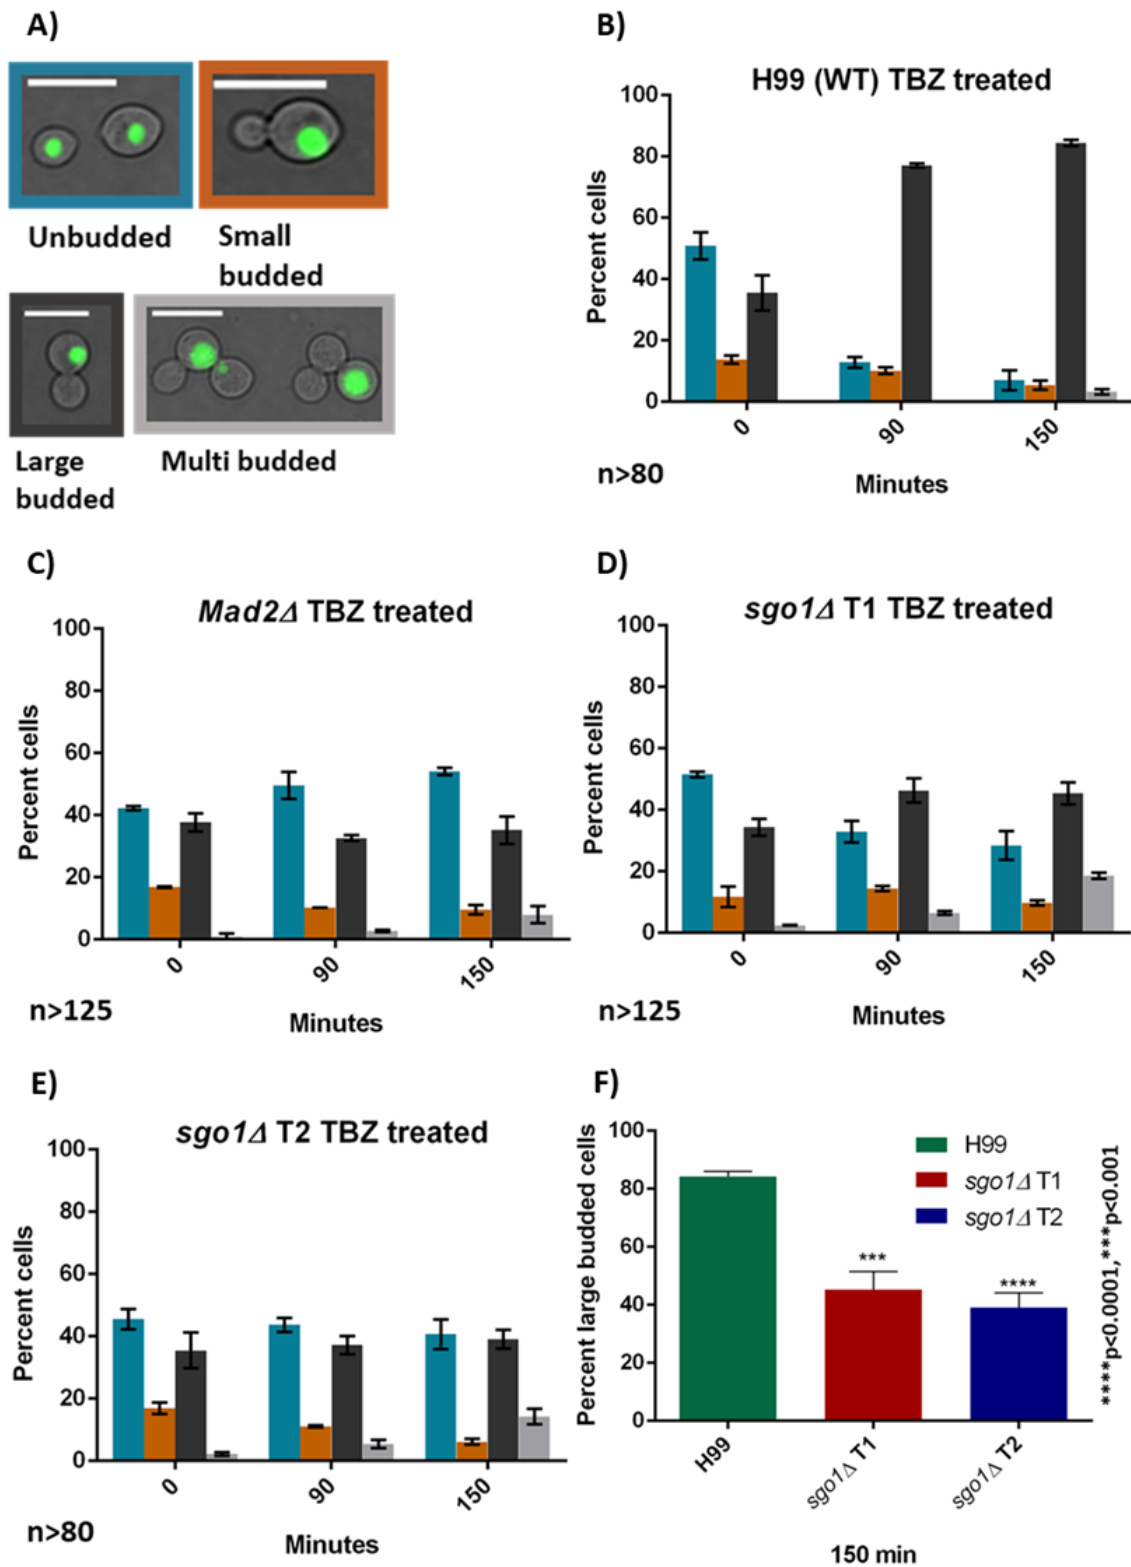 A)
Unbudded
Small
budded
Large
budded
Multi budded
B)
H99 (WT) TBZ treated
Percent cells
100
80
60
40
20
0
0
90
150
n>80
Minutes
C)
Mad2Δ TBZ treated
Percent cells
100
80
60
40
20
0
0
90
150
n>125
Minutes
D)
sgo1Δ T1 TBZ treated
Percent cells
100
80
60
40
20
0
0
90
150
n>125
Minutes
E)
sgo1Δ T2 TBZ treated
Percent cells
100
80
60
40
20
0
0
90
150
n>80
Minutes
F)
Percent large budded cells
100
80
60
40
20
0
H99
sgo1Δ T1
sgo1Δ T2
***
****
****p<0.0001,***p<0.001
H99
sgo1Δ T1
sgo1Δ T2
150 min